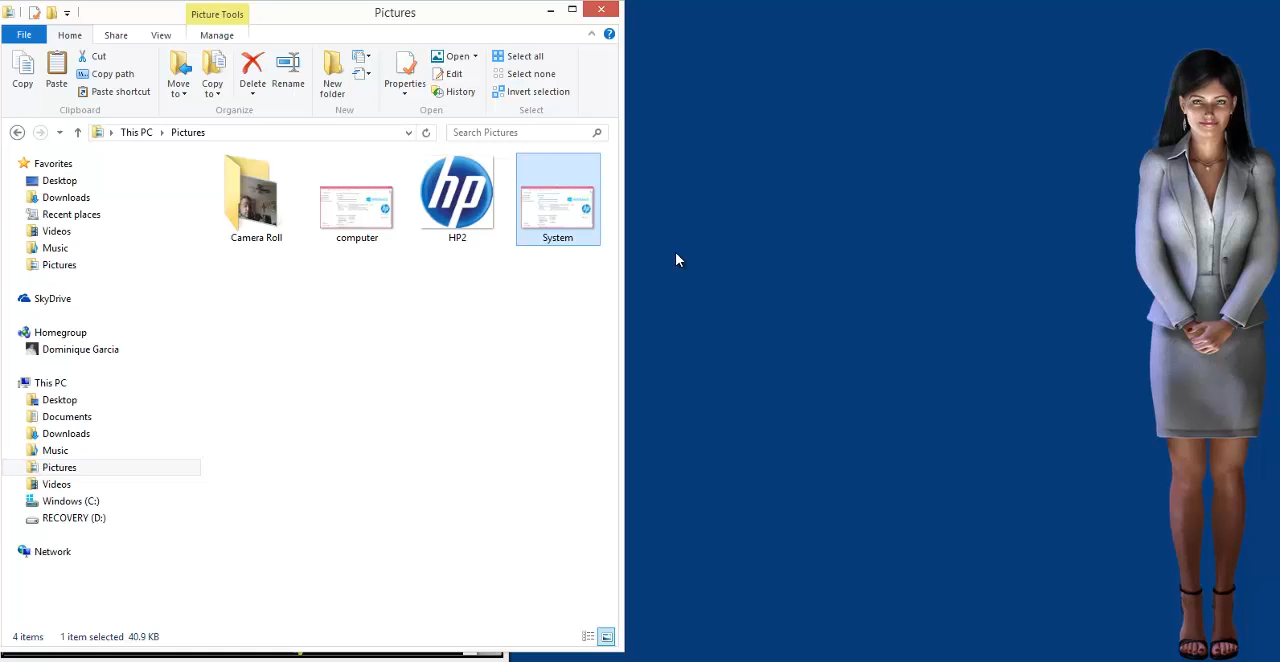 Picture Tools
Pictures
File
Home
Share
View
Manage
Copy
Paste
Cut
Copy path
Paste shortcut
Clipboard
Move to
Copy to
Delete
Rename
Organize
New folder
New
Properties
Open
Edit
History
Open
Select all
Select none
Invert selection
Select
This PC
Pictures
Search Pictures
Favorites
Desktop
Downloads
Recent places
Videos
Music
Pictures
SkyDrive
Homegroup
Dominique Garcia
This PC
Desktop
Documents
Downloads
Music
Pictures
Videos
Windows (C:)
RECOVERY (D:)
Network
Camera Roll
computer
hp
HP2
System
4 items
1 item selected 40.9 KB